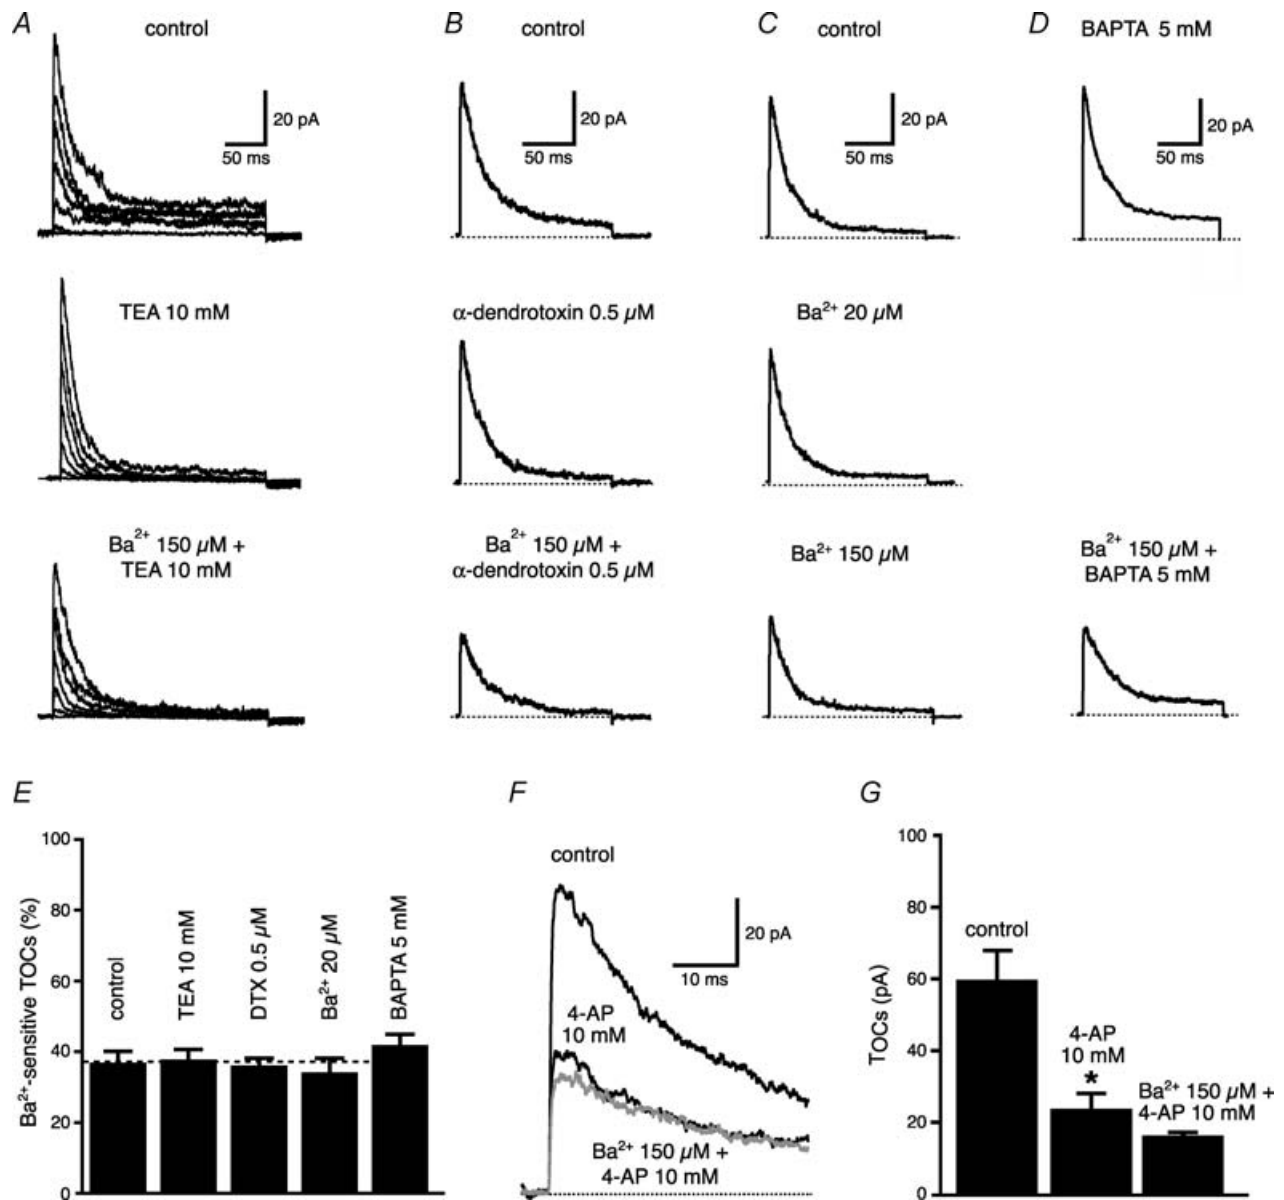 A
control
20 pA
50 ms
TEA 10 mM
Ba2+ 150 µM +
TEA 10 mM
B
control
20 pA
50 ms
α-dendrotoxin 0.5 µM
Ba2+ 150 µM +
α-dendrotoxin 0.5 µM
C
control
20 pA
50 ms
Ba2+ 20 µM
Ba2+ 150 µM
D
BAPTA 5 mM
20 pA
50 ms
Ba2+ 150 µM +
BAPTA 5 mM
E
Ba2+-sensitive TOCs (%)
100
80
60
40
20
0
control
TEA 10 mM
DTX 0.5 µM
Ba2+ 20 µM
BAPTA 5 mM
F
control
20 pA
10 ms
4-AP
10 mM
Ba2+ 150 µM +
4-AP 10 mM
G
TOCs (pA)
100
80
60
40
20
0
control
4-AP
10 mM
*
Ba2+ 150 µM +
4-AP 10 mM